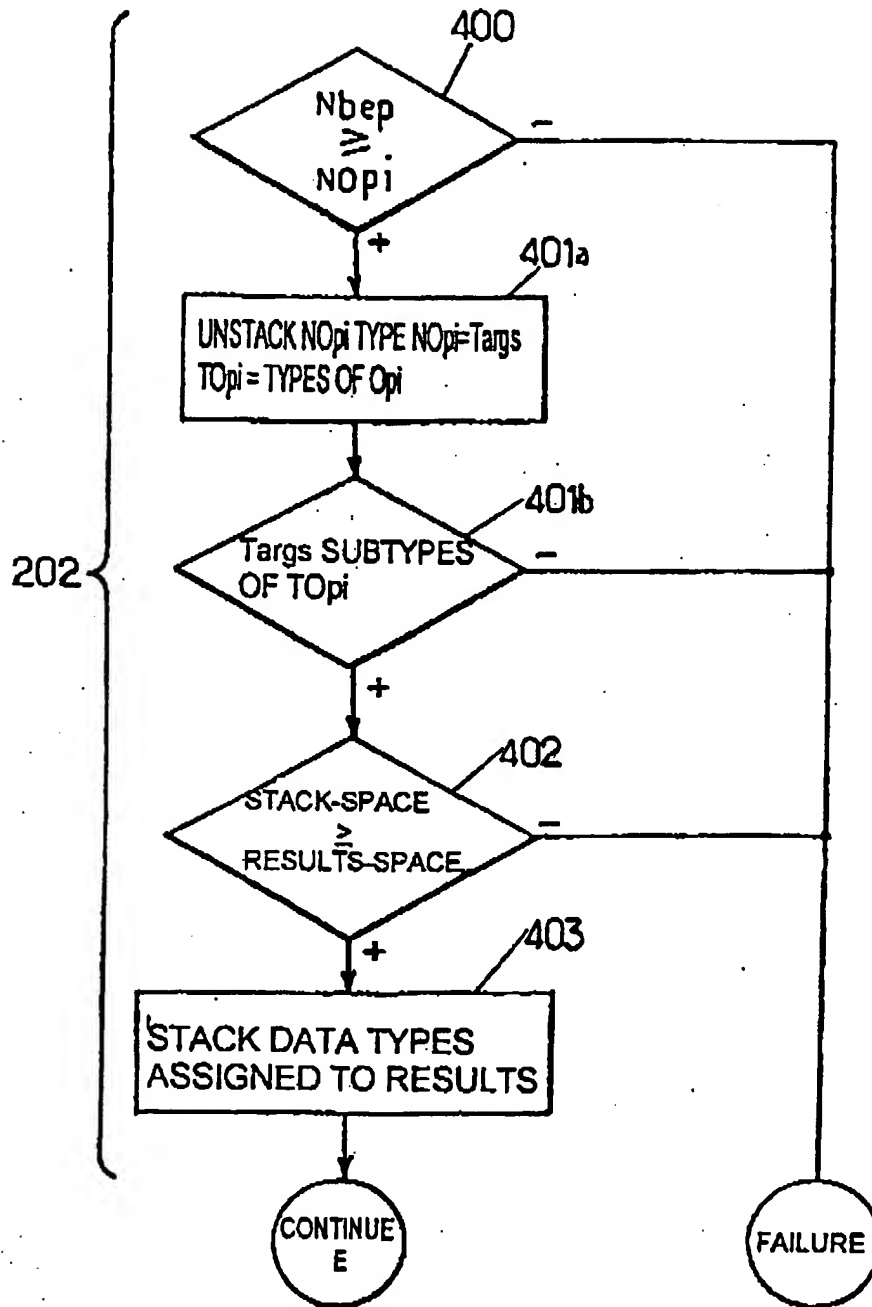 400
Nbep
≥
NOpi
-
+
401a
UNSTACK NOpi TYPE NOpi=Targs
TOpi = TYPES OF Opi
401b
Targs SUBTYPES
OF TOpi
-
202
+
402
STACK-SPACE
≥
RESULTS-SPACE
-
+
403
STACK DATA TYPES
ASSIGNED TO RESULTS
CONTINUE
E
FAILURE